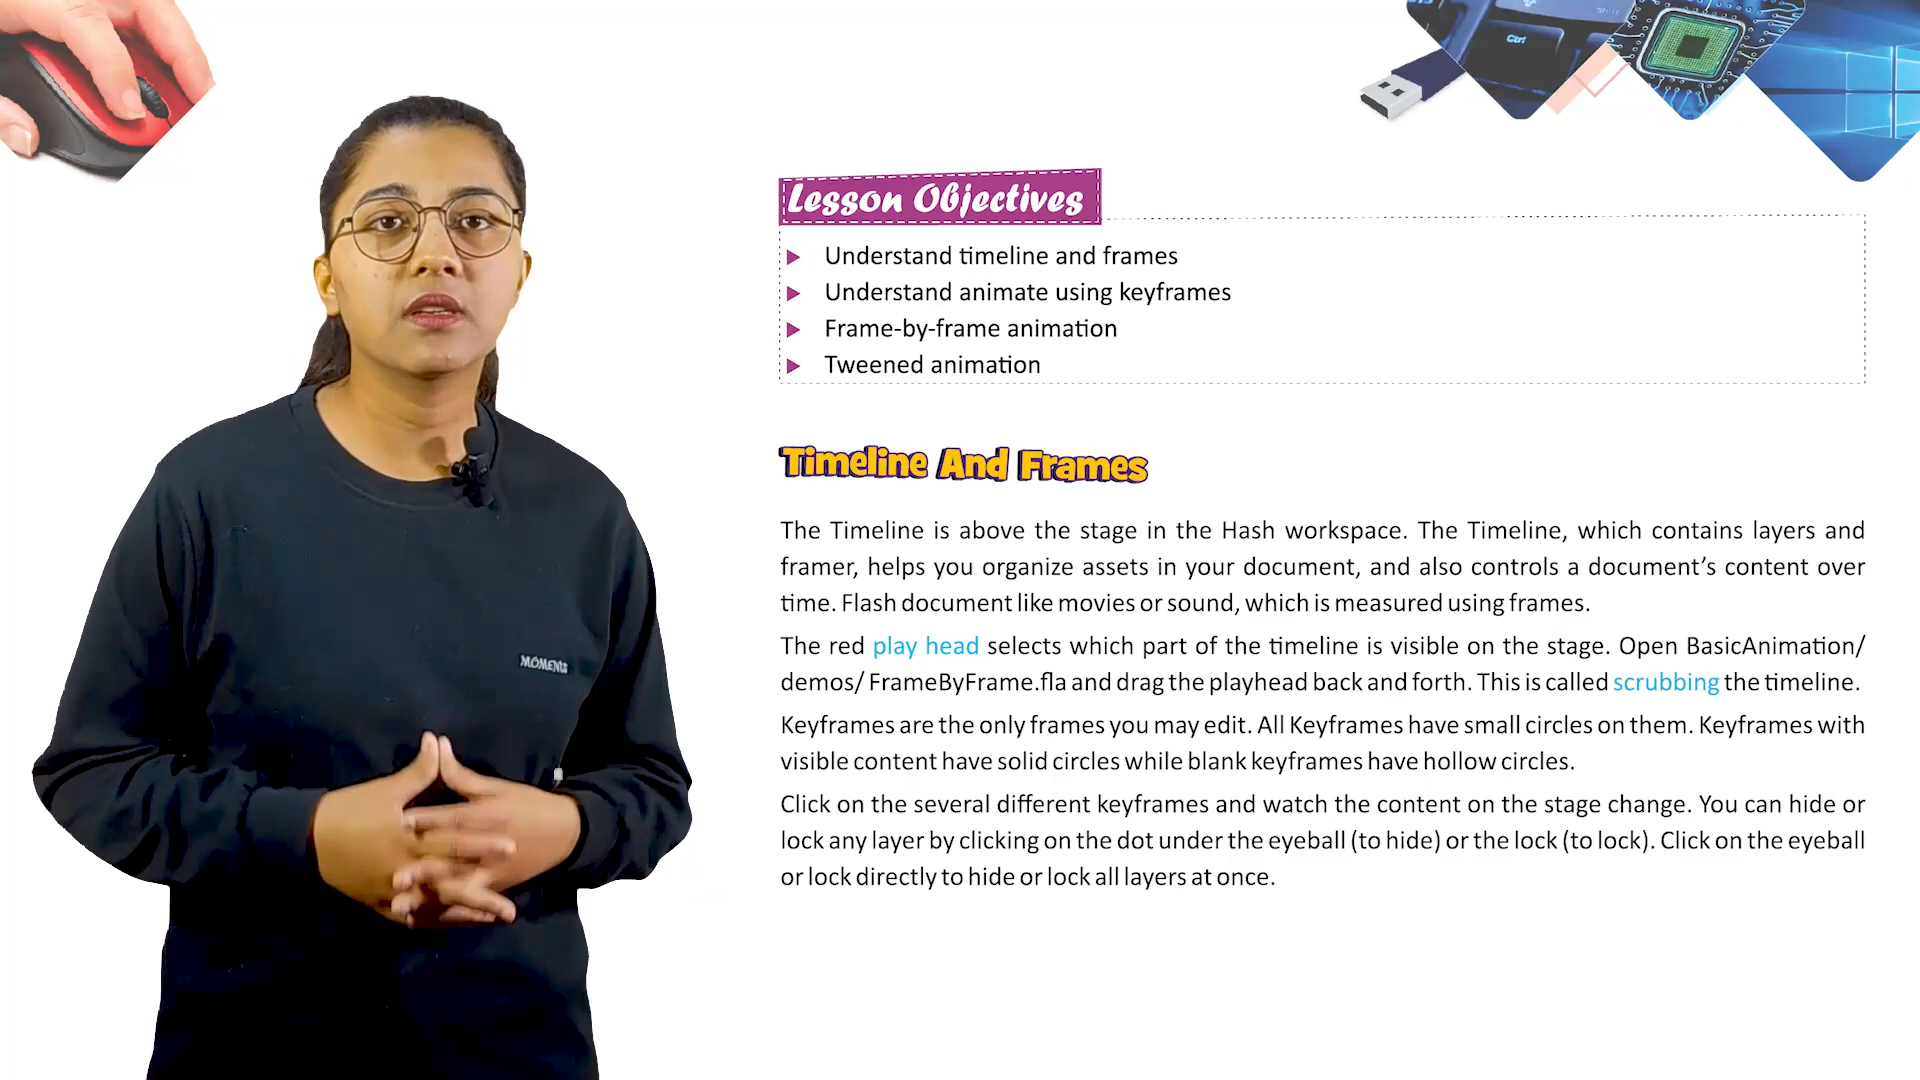 Ctrl
Lesson Objectives
Understand timeline and frames
Understand animate using keyframes
Frame-by-frame animation
Tweened animation
Timeline And Frames
The Timeline is above the stage in the Hash workspace. The Timeline, which contains layers and
framer, helps you organize assets in your document, and also controls a document's content over
time. Flash document like movies or sound, which is measured using frames.
The red play head selects which part of the timeline is visible on the stage. Open BasicAnimation/
demos/ FrameByFrame.fla and drag the playhead back and forth. This is called scrubbing the timeline.
Keyframes are the only frames you may edit. All Keyframes have small circles on them. Keyframes with
visible content have solid circles while blank keyframes have hollow circles.
Click on the several different keyframes and watch the content on the stage change. You can hide or
lock any layer by clicking on the dot under the eyeball (to hide) or the lock (to lock). Click on the eyeball
or lock directly to hide or lock all layers at once.
MOMENTS